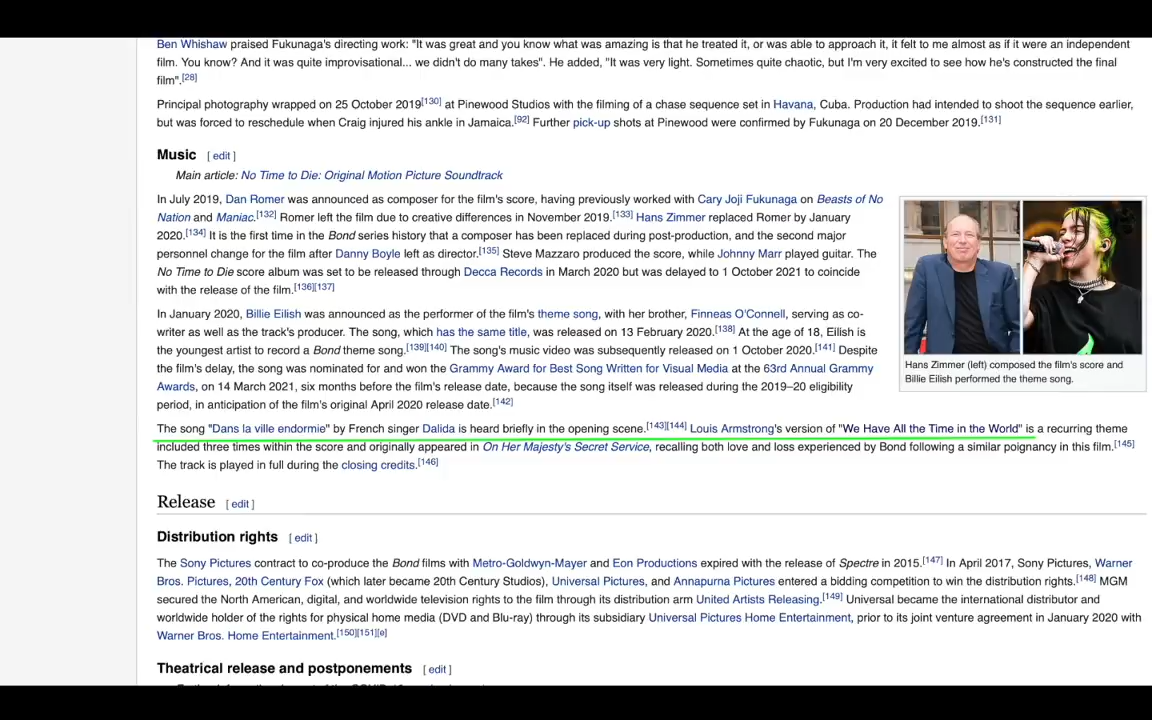 Ben Whishaw praised Fukunaga's directing work: "It was great and you know what was amazing is that he treated it, or was able to approach it, it felt to me almost as if it were an independent
film. You know? And it was quite improvisational... we didn't do many takes". He added, "It was very light. Sometimes quite chaotic, but I'm very excited to see how he's constructed the final
film".[28]
Principal photography wrapped on 25 October 2019[130] at Pinewood Studios with the filming of a chase sequence set in Havana, Cuba. Production had intended to shoot the sequence earlier,
but was forced to reschedule when Craig injured his ankle in Jamaica.[92] Further pick-up shots at Pinewood were confirmed by Fukunaga on 20 December 2019.[131]
Music [ edit ]
Main article: No Time to Die: Original Motion Picture Soundtrack
In July 2019, Dan Romer was announced as composer for the film's score, having previously worked with Cary Joji Fukunaga on Beasts of No
Nation and Maniac.[132] Romer left the film due to creative differences in November 2019.[133] Hans Zimmer replaced Romer by January
2020.[134] It is the first time in the Bond series history that a composer has been replaced during post-production, and the second major
personnel change for the film after Danny Boyle left as director.[135] Steve Mazzaro produced the score, while Johnny Marr played guitar. The
No Time to Die score album was set to be released through Decca Records in March 2020 but was delayed to 1 October 2021 to coincide
with the release of the film.[136][137]
In January 2020, Billie Eilish was announced as the performer of the film's theme song, with her brother, Finneas O'Connell, serving as co-
writer as well as the track's producer. The song, which has the same title, was released on 13 February 2020.[138] At the age of 18, Eilish is
the youngest artist to record a Bond theme song.[139][140] The song's music video was subsequently released on 1 October 2020.[141] Despite
the film's delay, the song was nominated for and won the Grammy Award for Best Song Written for Visual Media at the 63rd Annual Grammy
Awards, on 14 March 2021, six months before the film's release date, because the song itself was released during the 2019–20 eligibility
period, in anticipation of the film's original April 2020 release date.[142]
Hans Zimmer (left) composed the film's score and
Billie Eilish performed the theme song.
The song "Dans la ville endormie" by French singer Dalida is heard briefly in the opening scene.[143][144] Louis Armstrong's version of "We Have All the Time in the World" is a recurring theme
included three times within the score and originally appeared in On Her Majesty's Secret Service, recalling both love and loss experienced by Bond following a similar poignancy in this film.[145]
The track is played in full during the closing credits.[146]
Release [ edit ]
Distribution rights [ edit ]
The Sony Pictures contract to co-produce the Bond films with Metro-Goldwyn-Mayer and Eon Productions expired with the release of Spectre in 2015.[147] In April 2017, Sony Pictures, Warner
Bros. Pictures, 20th Century Fox (which later became 20th Century Studios), Universal Pictures, and Annapurna Pictures entered a bidding competition to win the distribution rights.[148] MGM
secured the North American, digital, and worldwide television rights to the film through its distribution arm United Artists Releasing.[149] Universal became the international distributor and
worldwide holder of the rights for physical home media (DVD and Blu-ray) through its subsidiary Universal Pictures Home Entertainment, prior to its joint venture agreement in January 2020 with
Warner Bros. Home Entertainment.[150][151][e]
Theatrical release and postponements [ edit ]